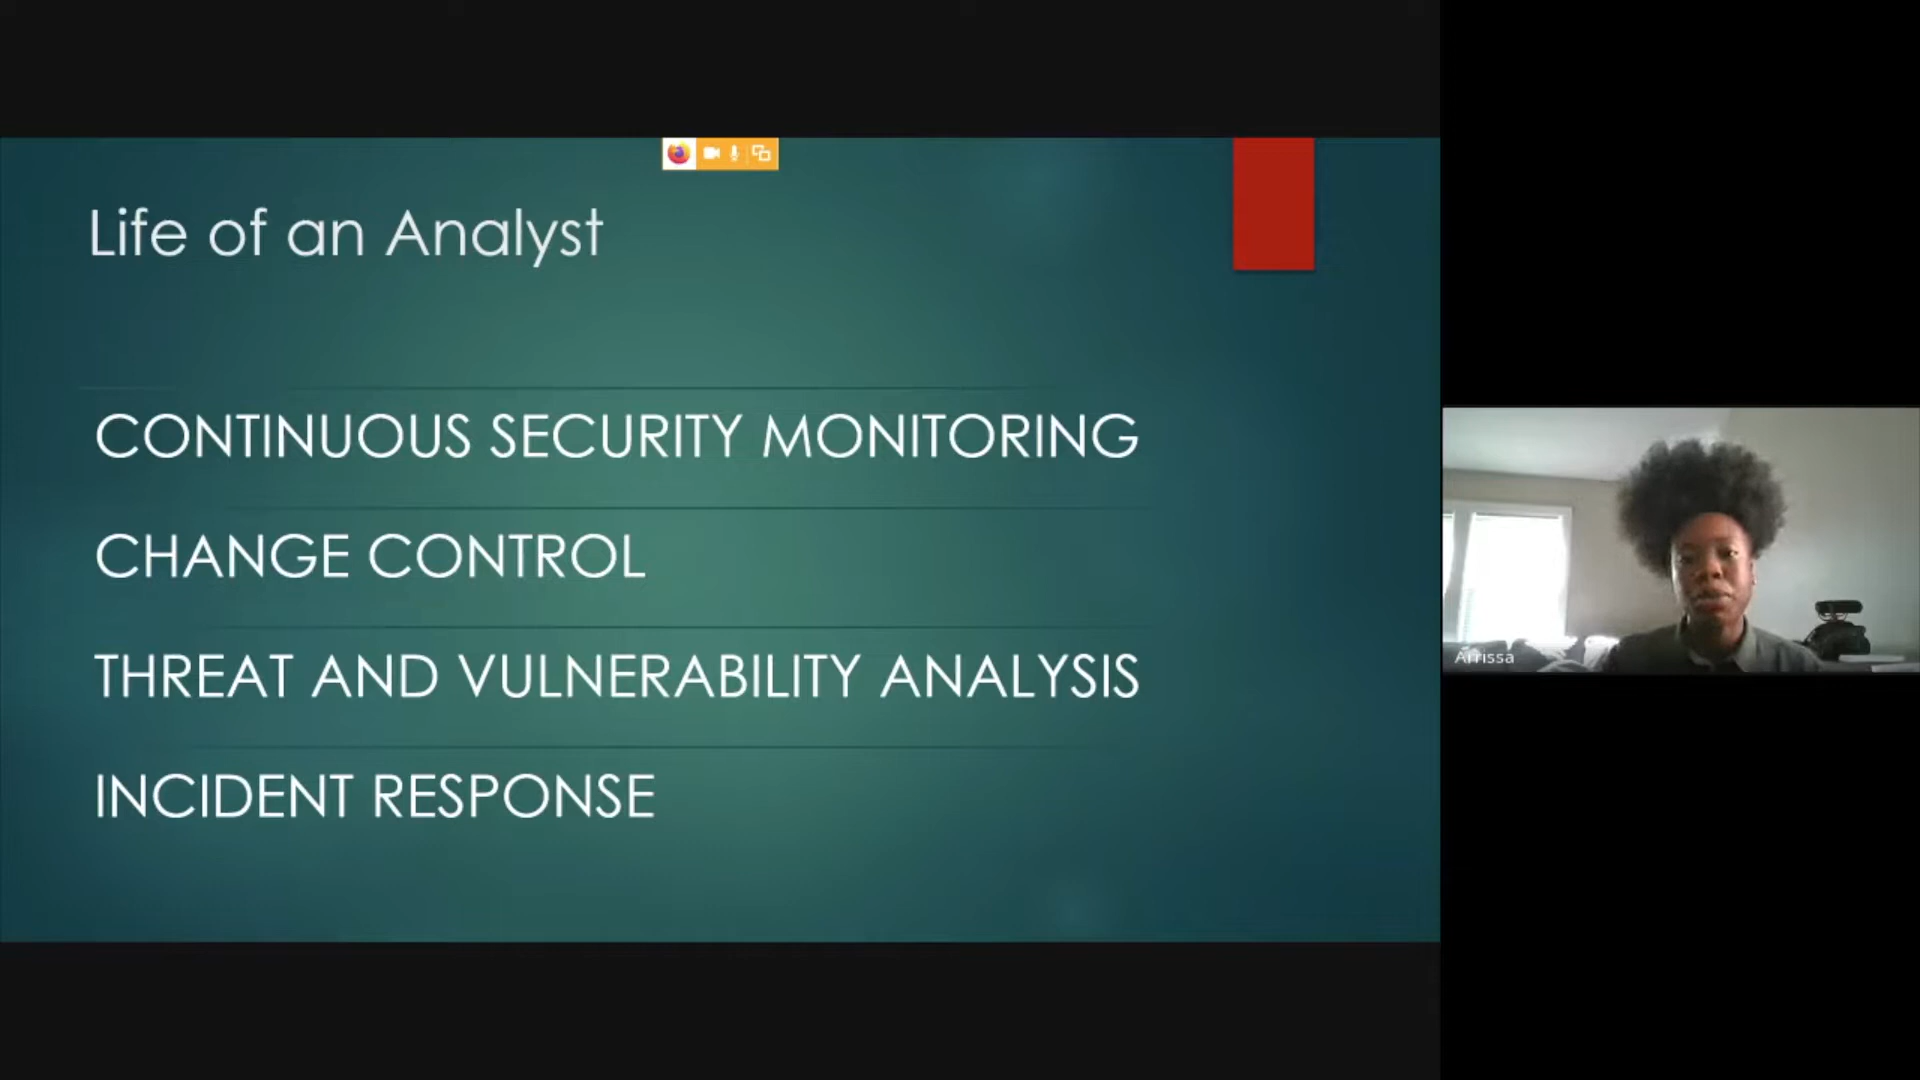 Life of an Analyst
CONTINUOUS SECURITY MONITORING
CHANGE CONTROL
THREAT AND VULNERABILITY ANALYSIS
INCIDENT RESPONSE
Arrissa